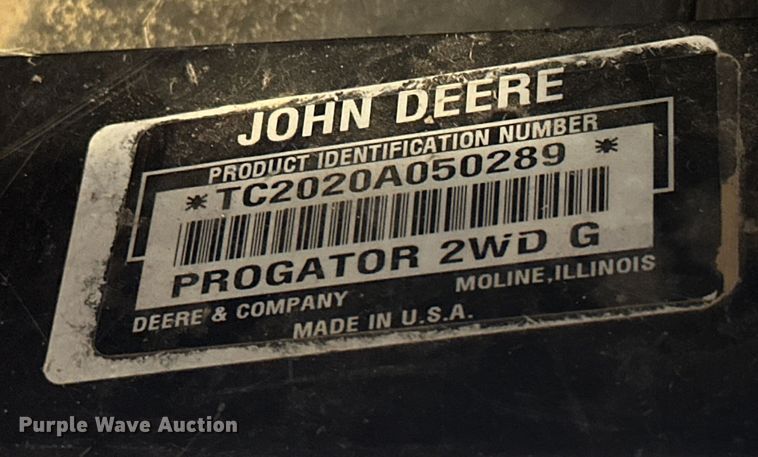 JOHN DEERE
PRODUCT IDENTIFICATION NUMBER
*TC2020A050289 *
PROGATOR 2WD G
DEERE & COMPANY MOLINE,ILLINOIS
MADE IN U.S.A.
Purple Wave Auction